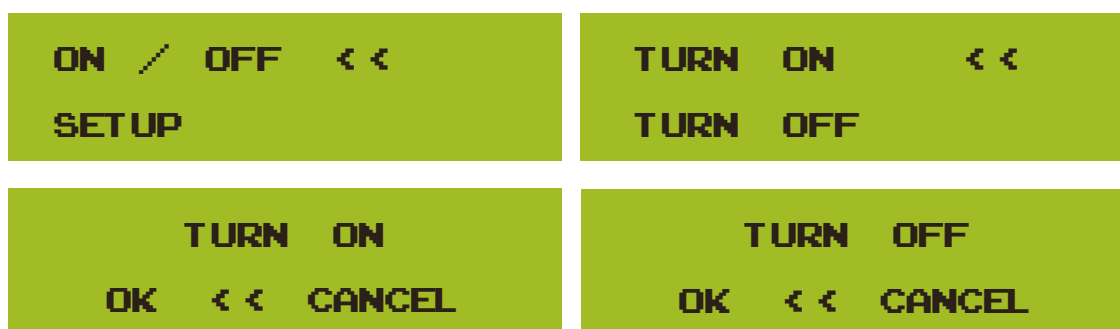 ON / OFF <<
SETUP
TURN ON <<
TURN OFF
TURN ON
OK << CANCEL
TURN OFF
OK << CANCEL